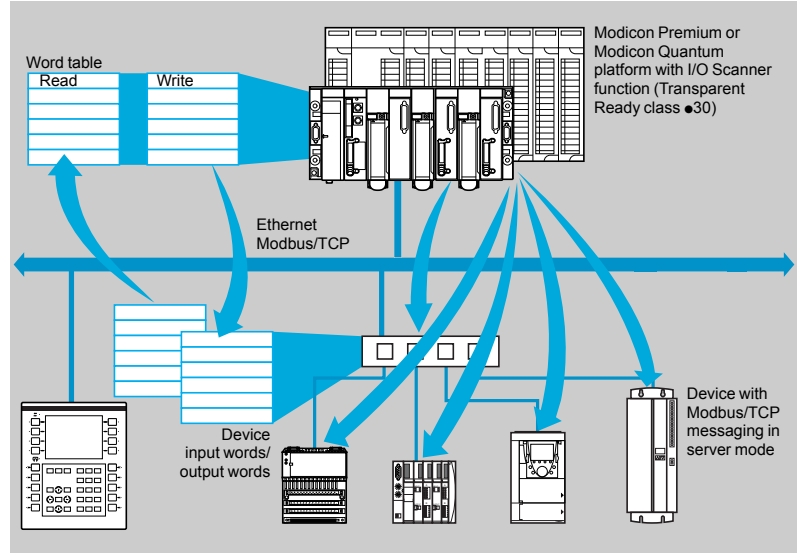 Word table
Read
Write
Modicon Premium or
Modicon Quantum
platform with I/O Scanner
function (Transparent
Ready class ●30)
Ethernet
Modbus/TCP
Device
input words/
output words
Device with
Modbus/TCP
messaging in
server mode